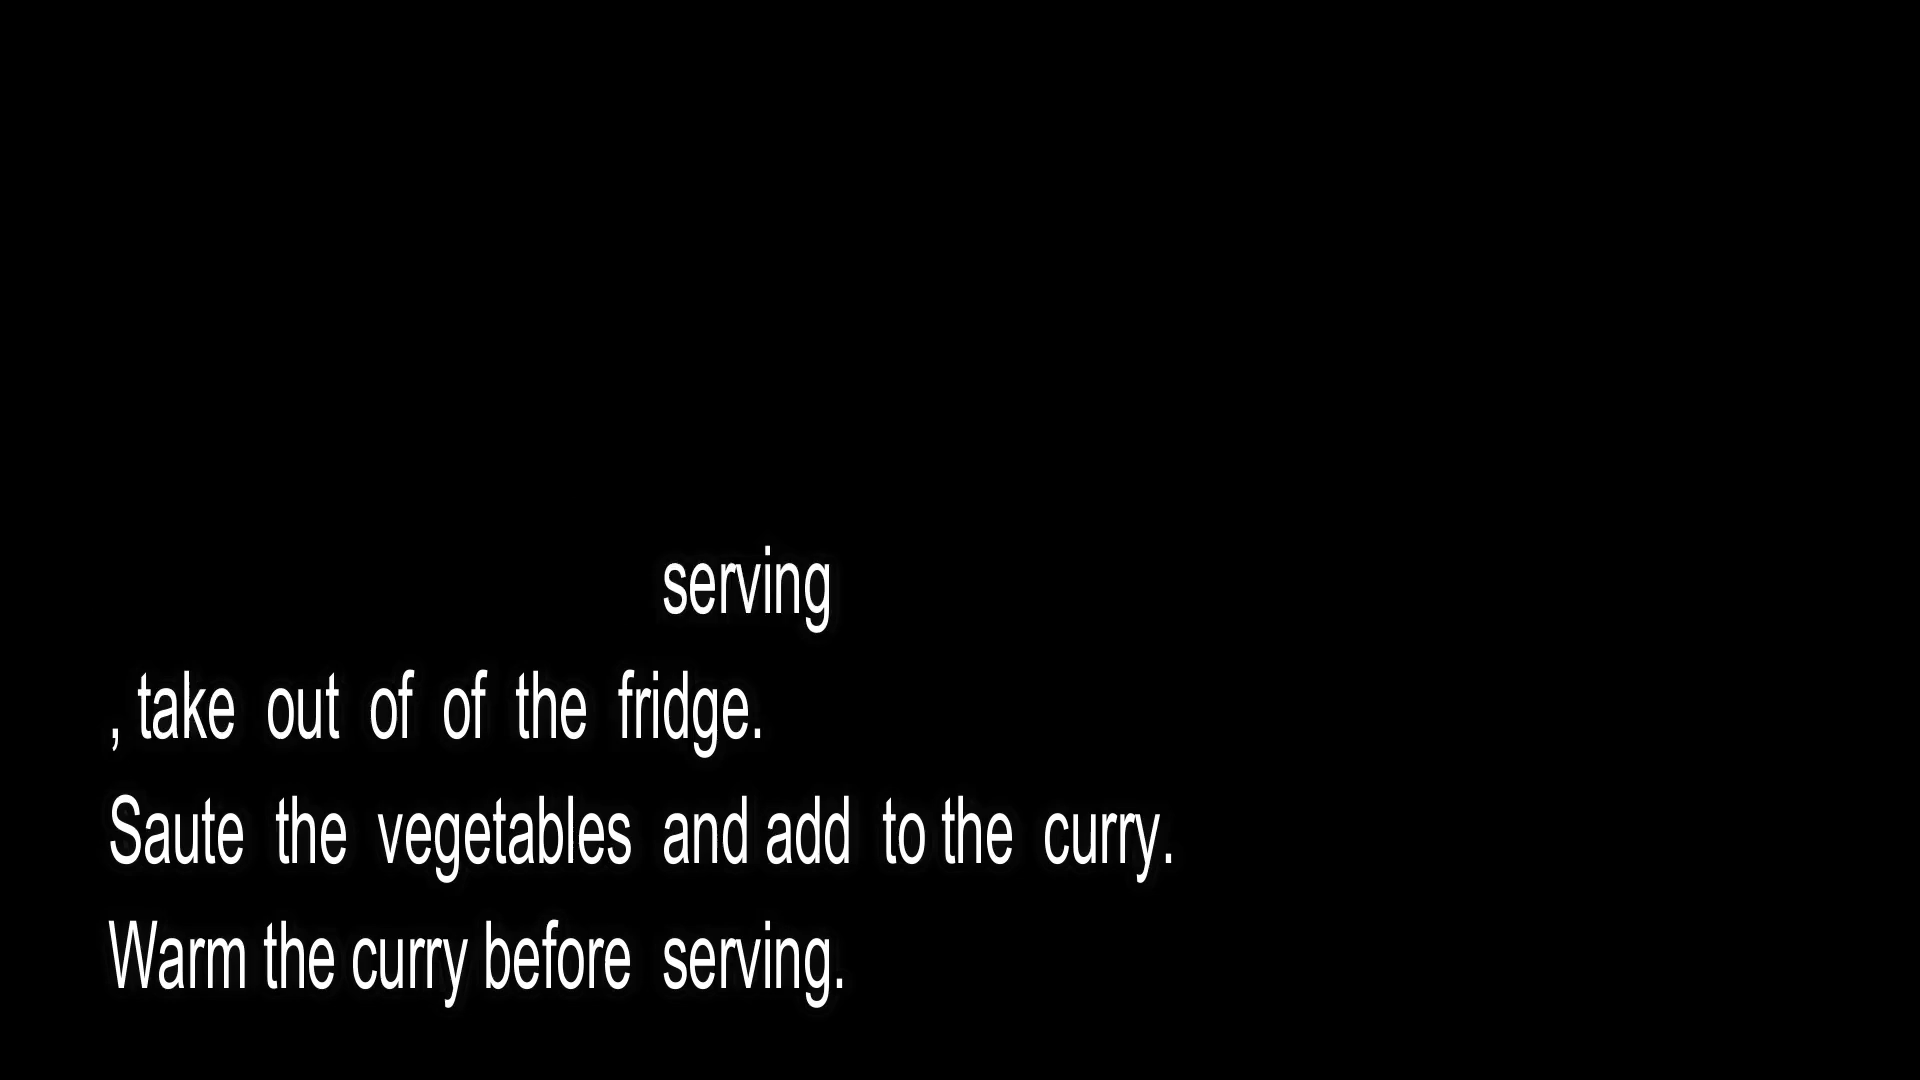 serving
, take out of of the fridge.
Saute the vegetables and add to the curry.
Warm the curry before serving.